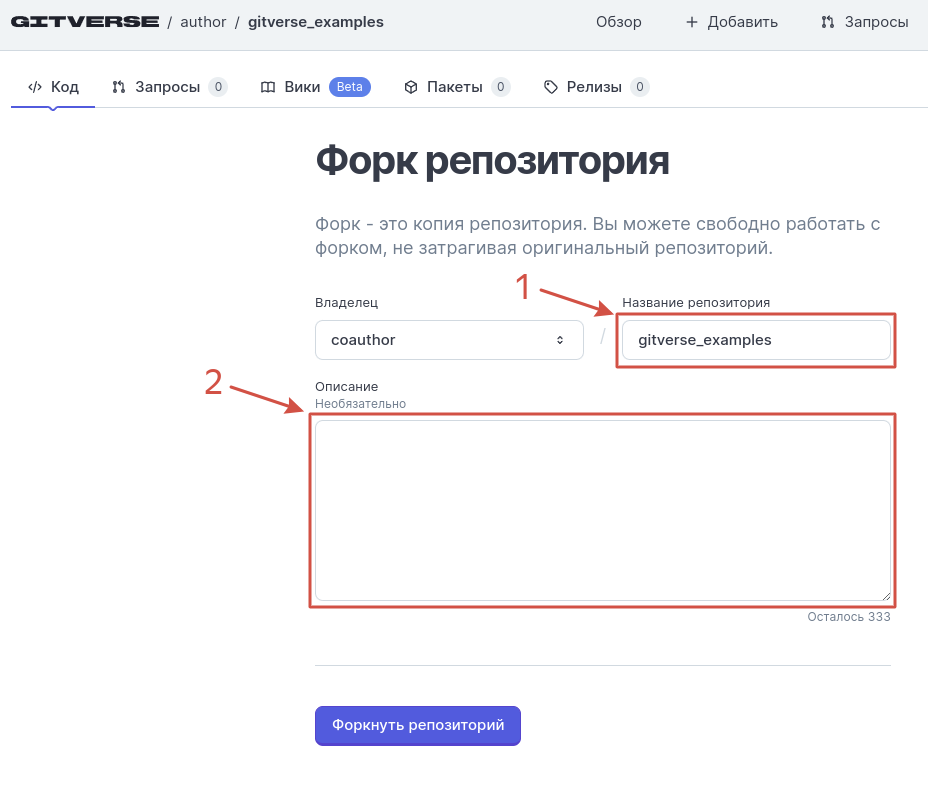 GITVERSE / author / gitverse_examples Обзор + Добавить Запросы
Код Запросы 0 Вики Beta Пакеты 0 Релизы 0
Форк репозитория
Форк - это копия репозитория. Вы можете свободно работать с
форком, не затрагивая оригинальный репозиторий.
1
Владелец Название репозитория
coauthor / gitverse_examples
2
Описание
Необязательно
Осталось 333
Форкнуть репозиторий